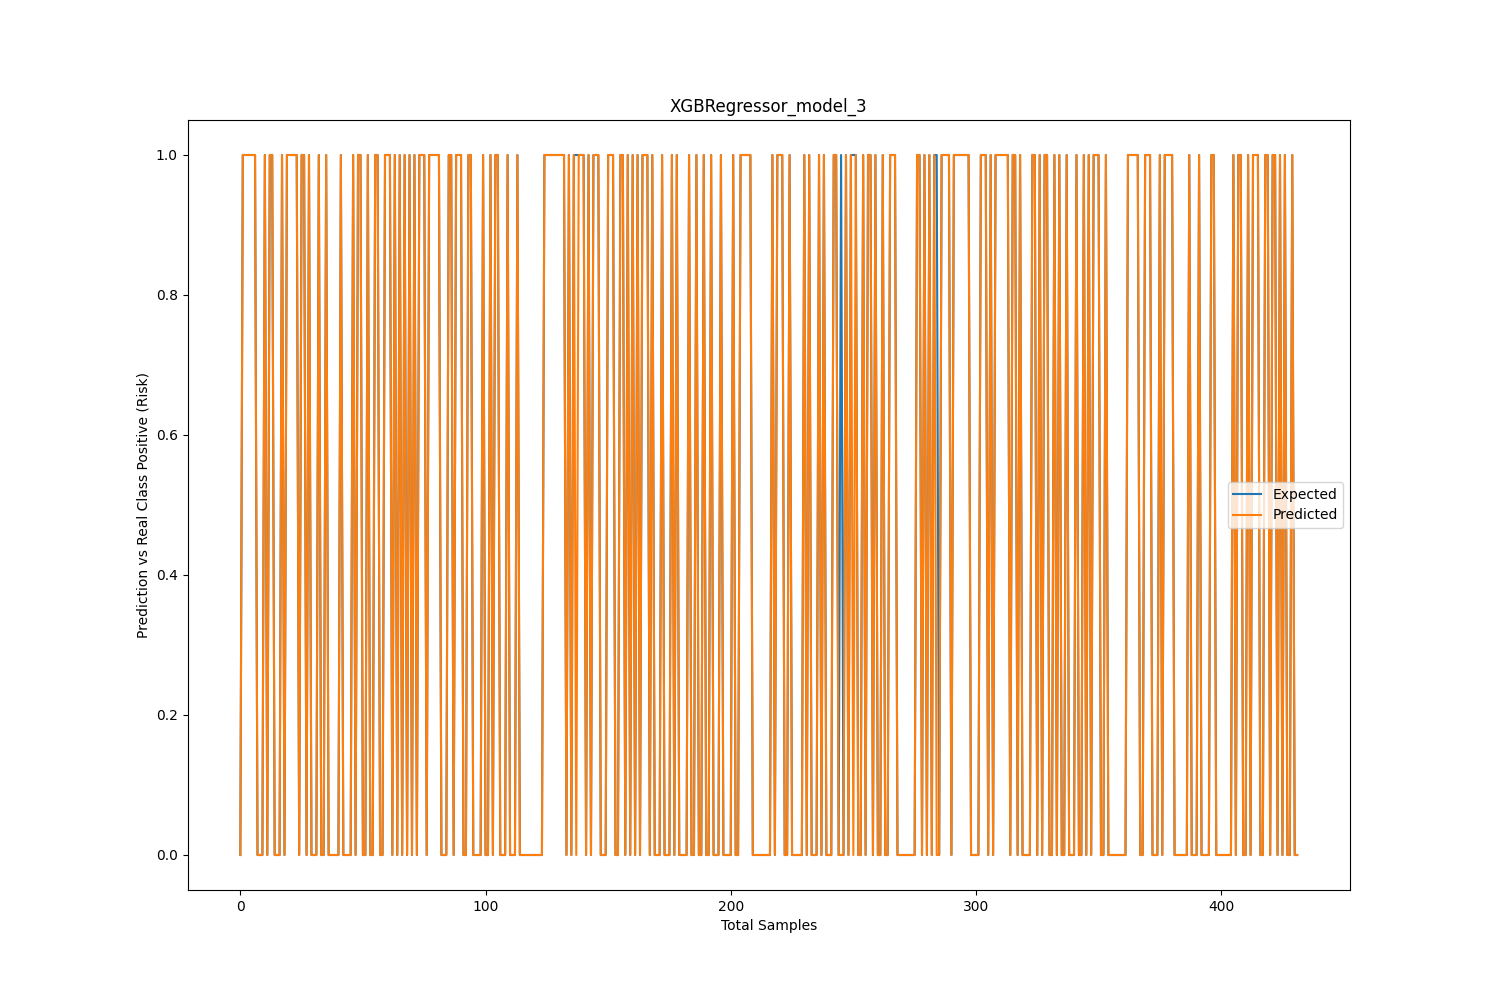 XGBRegressor_model_3
1.0
0.8
0.6
0.4
0.2
0.0
Prediction vs Real Class Positive (Risk)
Expected
Predicted
0 100 200 300 400
Total Samples